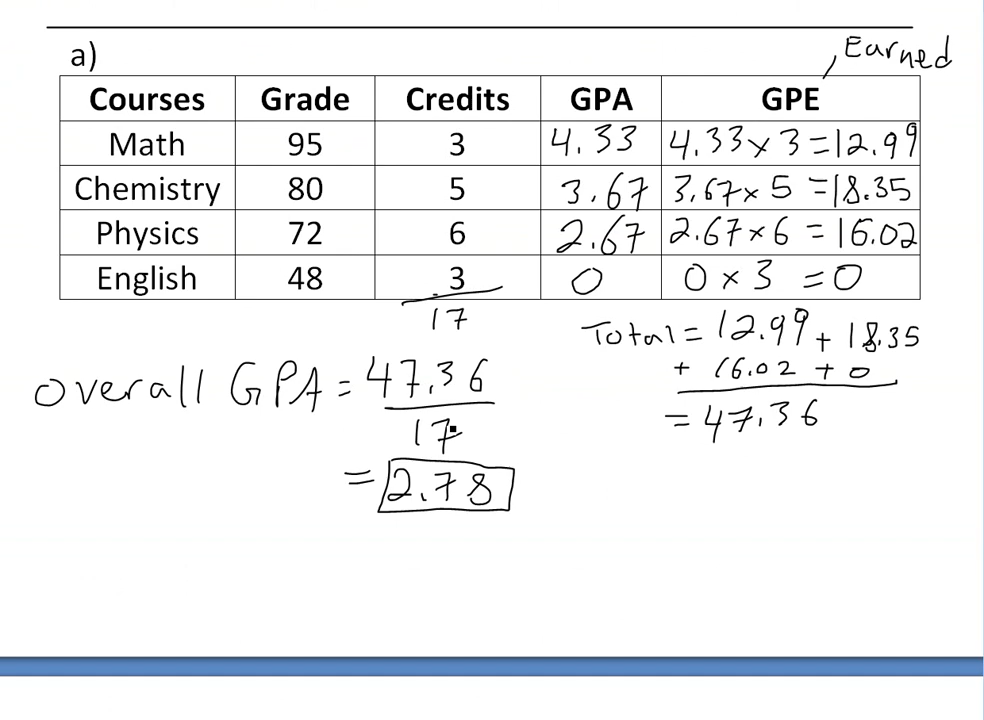 a)
, Earned
Courses Grade Credits GPA GPE
Math 95 3 4.33 4.33 x 3 = 12.99
Chemistry 80 5 3.67 3.67 x 5 = 18.35
Physics 72 6 2.67 2.67 x 6 = 16.02
English 48 3 0 0 x 3 = 0
17
Total = 12.99 + 18.35
+ 16.02 + 0
= 47.36
overall GPA = 47.36
17
= 2.78